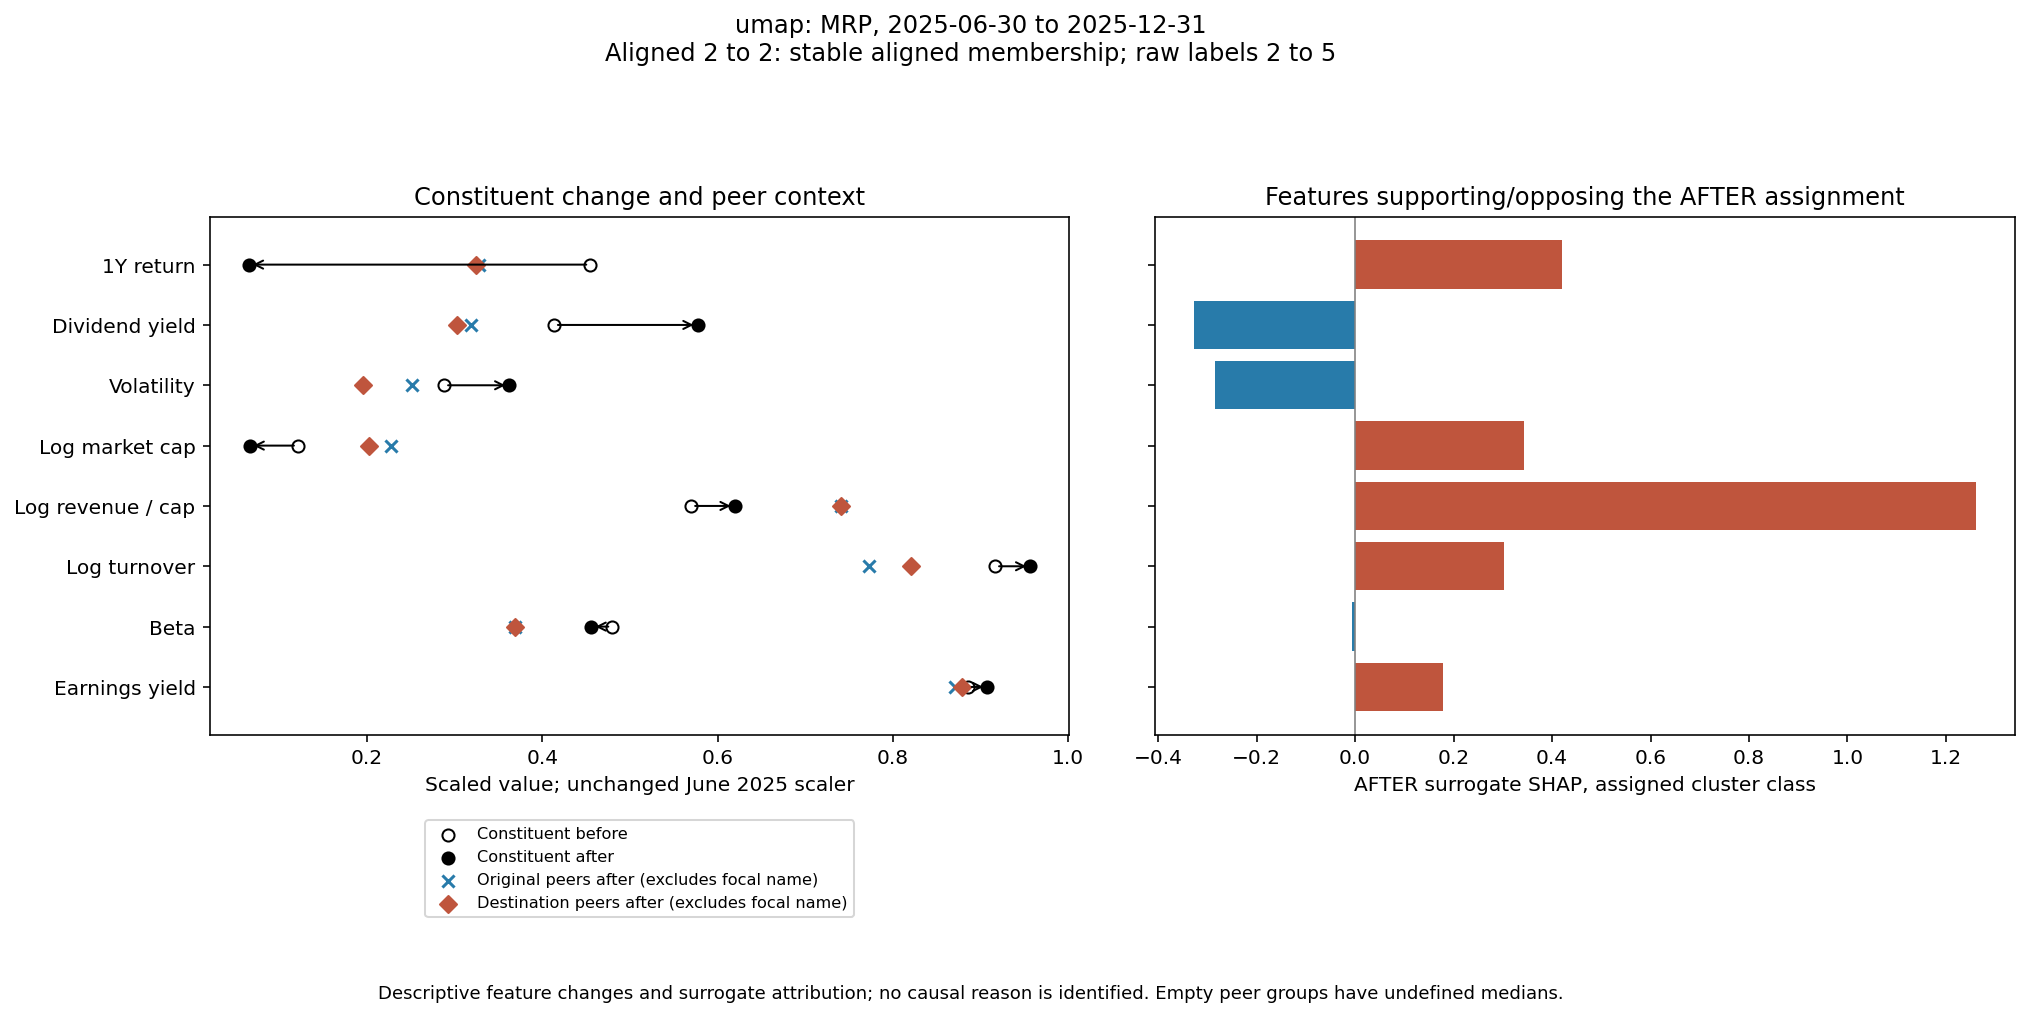 umap: MRP, 2025-06-30 to 2025-12-31
Aligned 2 to 2: stable aligned membership; raw labels 2 to 5
Constituent change and peer context
1Y return
Dividend yield
Volatility
Log market cap
Log revenue / cap
Log turnover
Beta
Earnings yield
0.2 0.4 0.6 0.8 1.0
Scaled value; unchanged June 2025 scaler
Constituent before
Constituent after
Original peers after (excludes focal name)
Destination peers after (excludes focal name)
Features supporting/opposing the AFTER assignment
−0.4 −0.2 0.0 0.2 0.4 0.6 0.8 1.0 1.2
AFTER surrogate SHAP, assigned cluster class
Descriptive feature changes and surrogate attribution; no causal reason is identified. Empty peer groups have undefined medians.